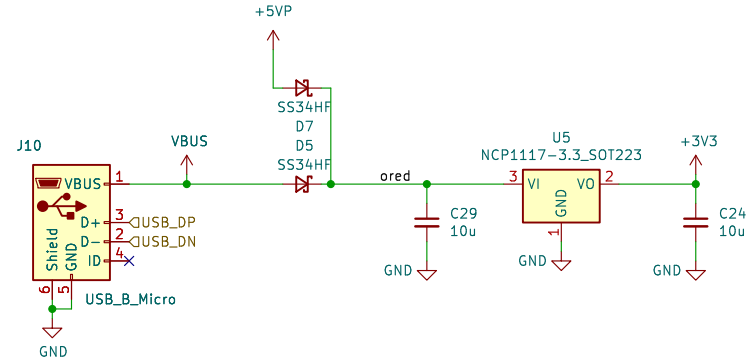 +5VP
SS34HF
D7
D5
SS34HF
J10
VBUS
U5
NCP1117-3.3_SOT223
+3V3
VBUS 1
ored
3 VI
VO 2
D+ 3 USB_DP
D- 2 USB_DN
ID 4
Shield
GND
GND
1
C29
10u
C24
10u
GND
GND
GND
6 5
USB_B_Micro
GND